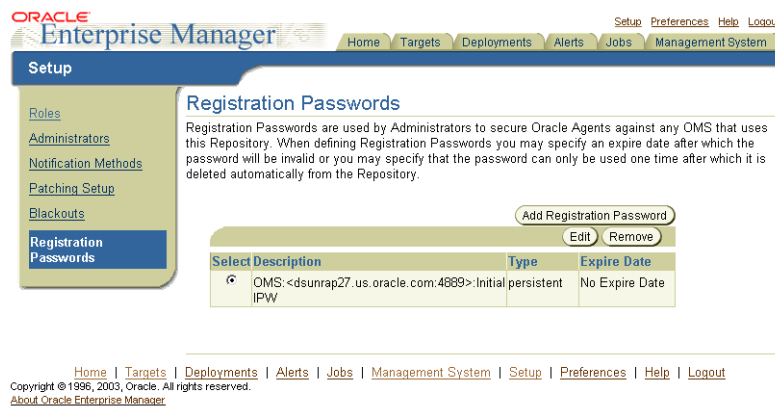 ORACLE
Enterprise Manager
Setup Preferences Help Logou
Home Targets Deployments Alerts Jobs Management System
Setup
Roles
Administrators
Notification Methods
Patching Setup
Blackouts
Registration
Passwords
Registration Passwords
Registration Passwords are used by Administrators to secure Oracle Agents against any OMS that uses
this Repository. When defining Registration Passwords you may specify an expire date after which the
password will be invalid or you may specify that the password can only be used one time after which it is
deleted automatically from the Repository.
Add Registration Password
Edit Remove
Select Description Type Expire Date
OMS:<dsunrap27.us.oracle.com:4889>:Initial persistent No Expire Date
IPW
Home | Targets | Deployments | Alerts | Jobs | Management System | Setup | Preferences | Help | Logout
Copyright © 1996, 2003, Oracle. All rights reserved.
About Oracle Enterprise Manager